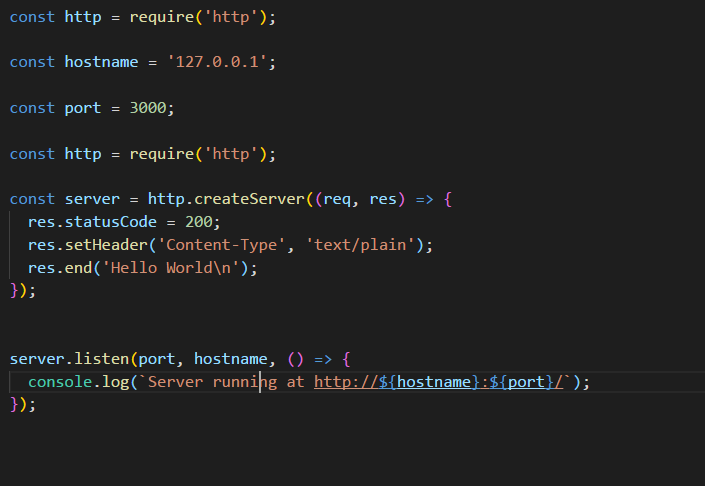 const http = require('http');
const hostname = '127.0.0.1';
const port = 3000;
const http = require('http');
const server = http.createServer((req, res) => {
  res.statusCode = 200;
  res.setHeader('Content-Type', 'text/plain');
  res.end('Hello World\n');
});
server.listen(port, hostname, () => {
  console.log(`Server running at http://${hostname}:${port}/`);
});